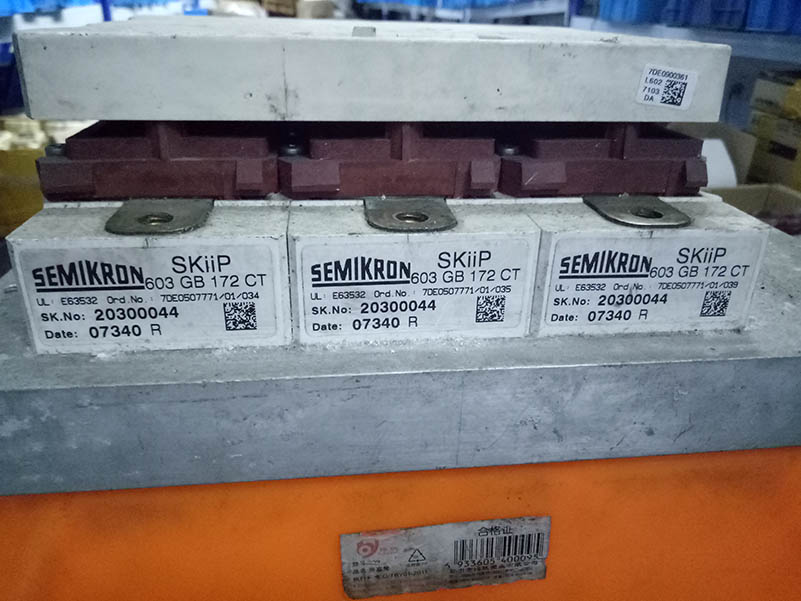 7DE0900361
L602
7103
DA
SEMIKRON
SKiiP
603 GB 172 CT
UL: E63532 Ord.No.: 7DE0507771/01/034
SK.No: 20300044
Date: 07340 R
SEMIKRON
SKiiP
603 GB 172 CT
UL: E63532 Ord.No.: 7DE0507771/01/035
SK.No: 20300044
Date: 07340 R
SEMIKRON
SKiiP
603 GB 172 CT
UL: E63532 Ord.No.: 7DE0507771/01/039
SK.No: 20300044
Date: 07340 R
合格证
933605 40009